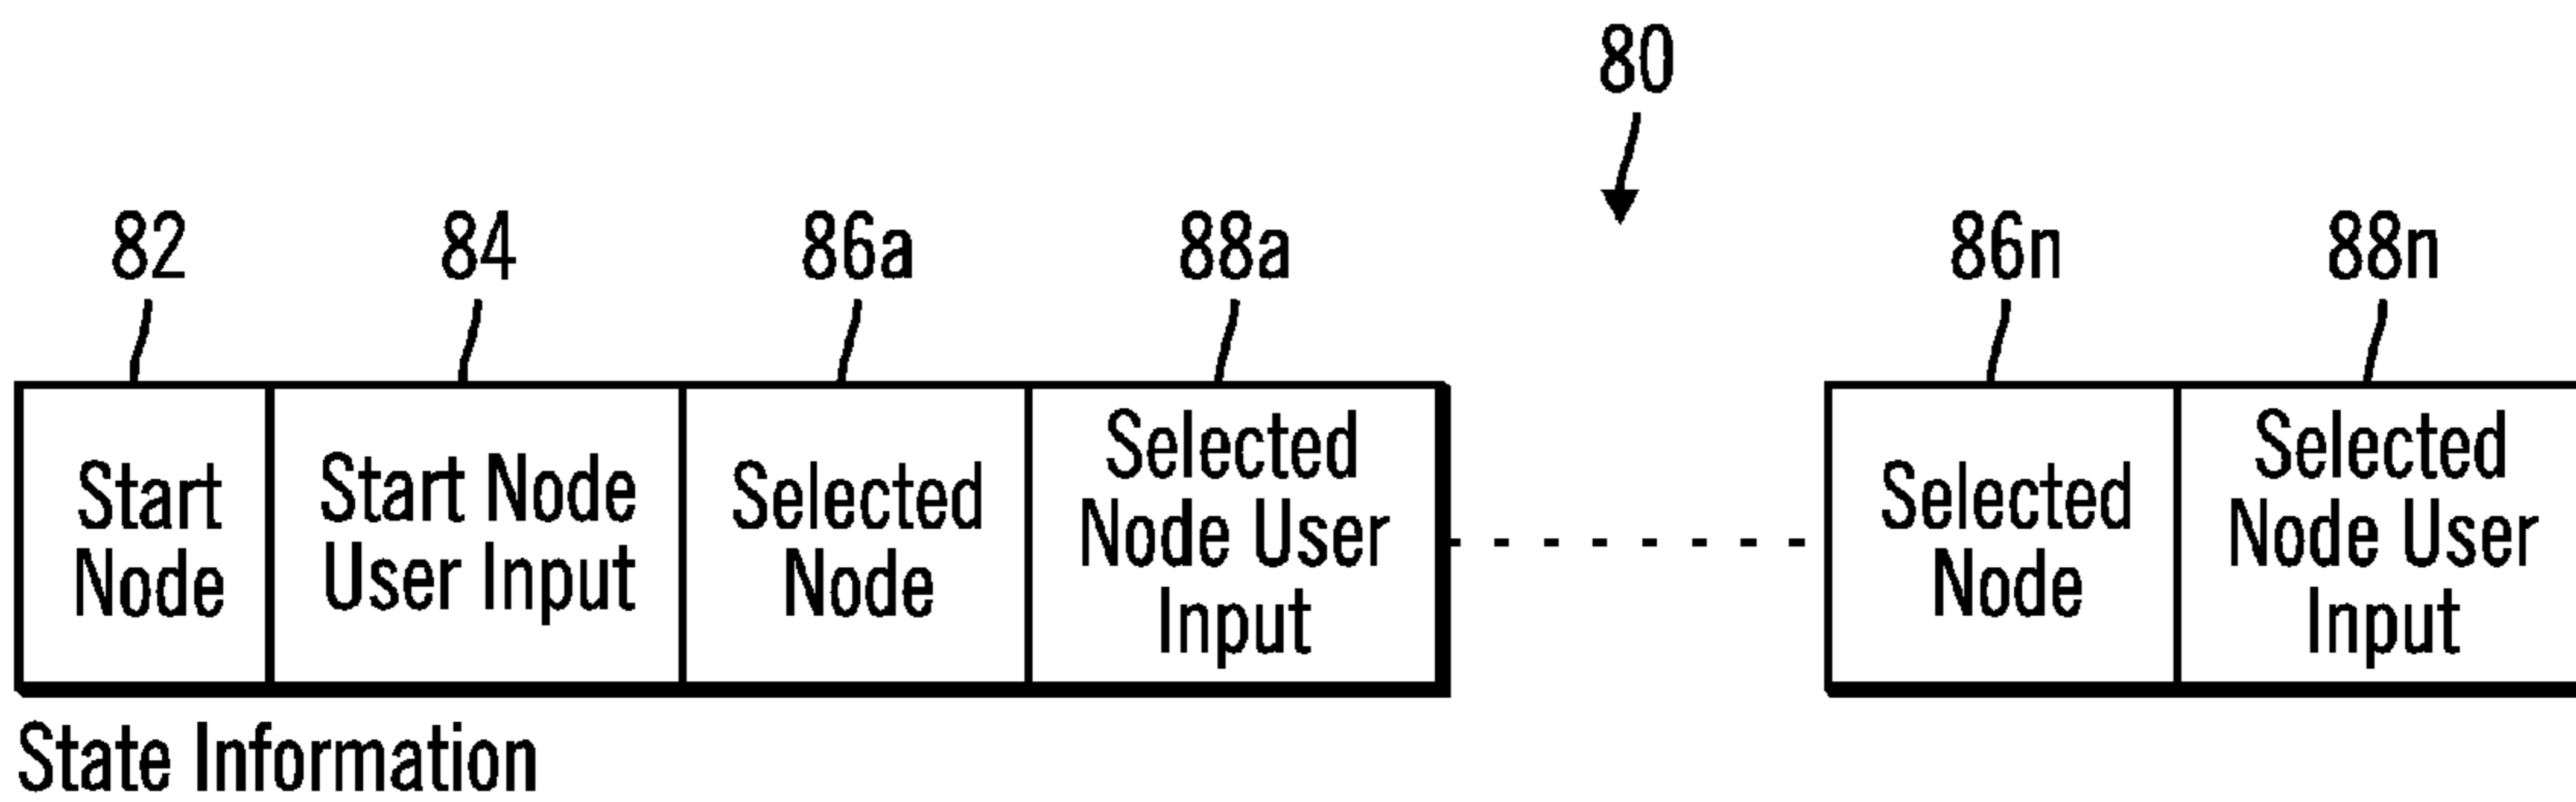 80
82 84 86a 88a 86n 88n
Start
Node
Start Node
User Input
Selected
Node
Selected
Node User
Input
Selected
Node
Selected
Node User
Input
State Information